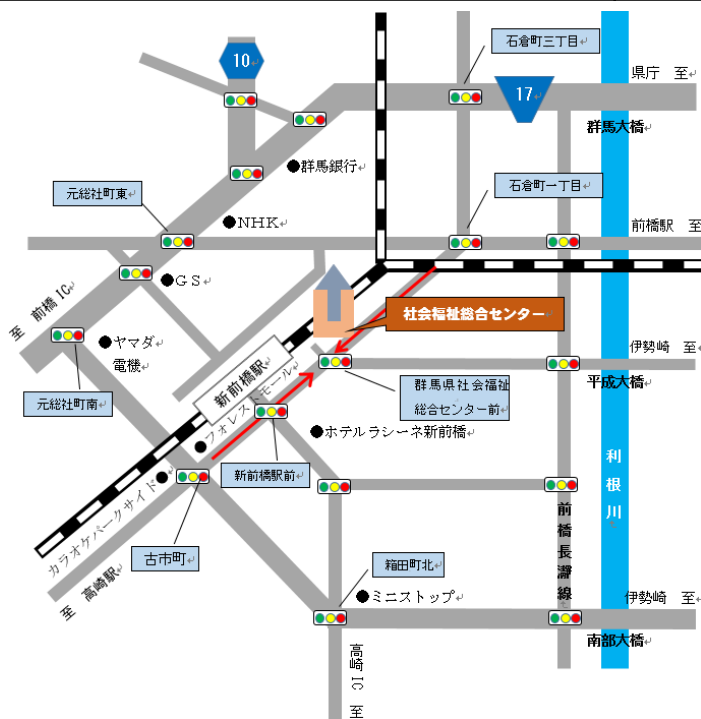 石倉町三丁目
10
県庁 至
17
群馬大橋
●群馬銀行
元総社町東
石倉町一丁目
●NHK
前橋駅 至
●GS
至 前橋IC
社会福祉総合センター
●ヤマダ
電機
伊勢崎 至
新前橋駅
平成大橋
群馬県社会福祉
総合センター前
元総社町南
●フォレストモール
●ホテルラシーネ新前橋
利根川
新前橋駅前
カラオケパークサイド●
前橋長瀞線
古市町
箱田町北
至 高崎駅
●ミニストップ
伊勢崎 至
南部大橋
高崎IC 至